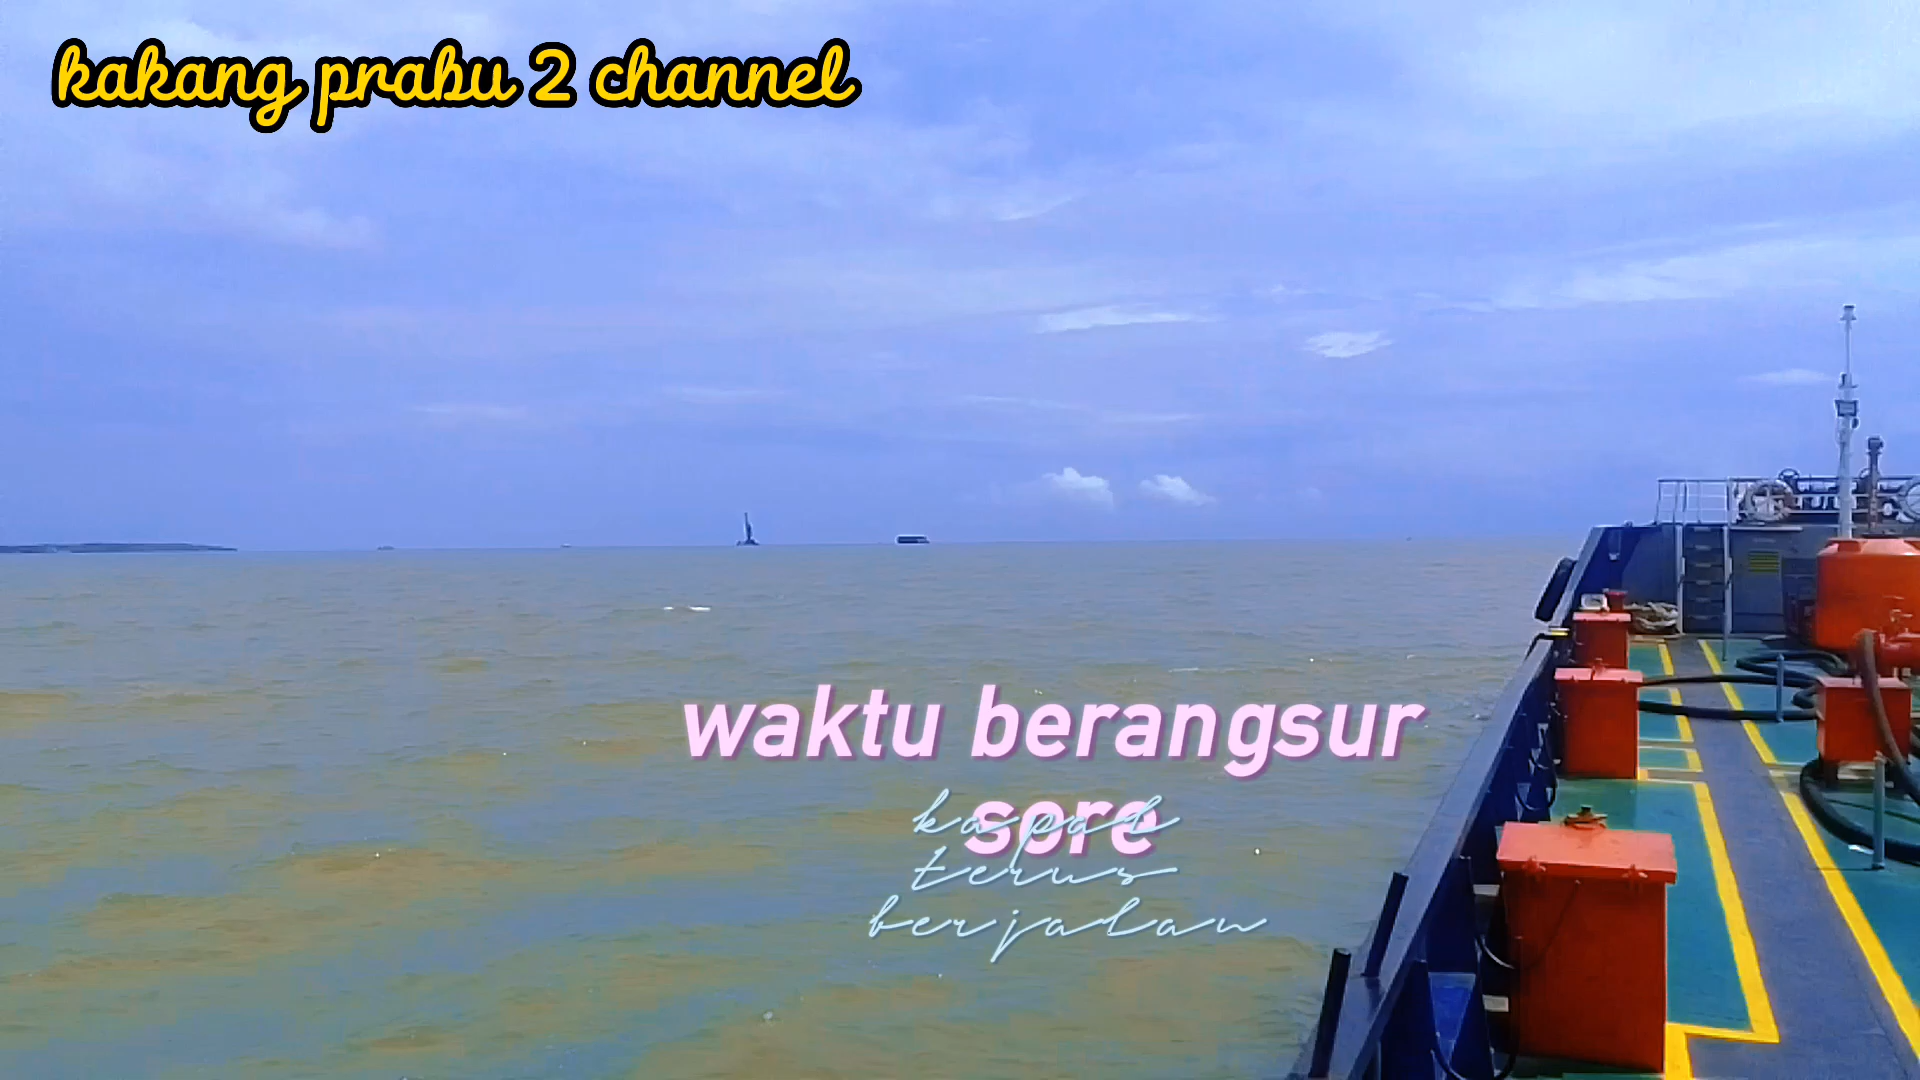 kakang prabu 2 channel
waktu berangsur
sore
kapal
terus
berjalan